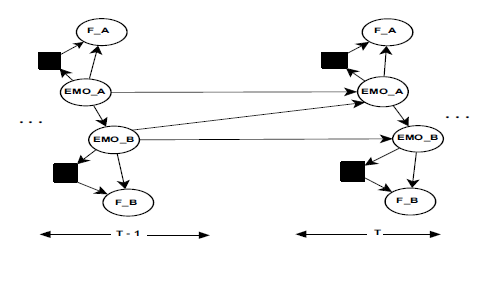 F_A
F_A
EMO_A
EMO_A
. . .
. . .
EMO_B
EMO_B
F_B
F_B
T - 1
T